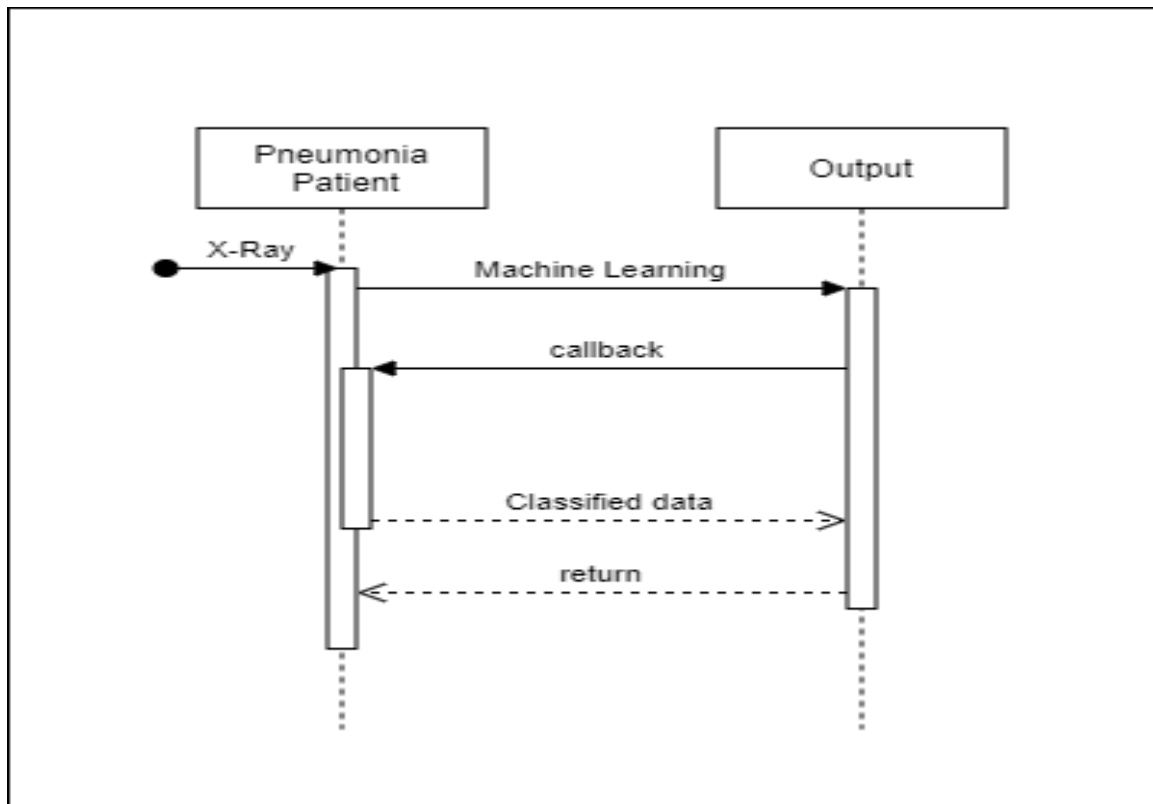 Pneumonia
Patient
Output
X-Ray
Machine Learning
callback
Classified data
return